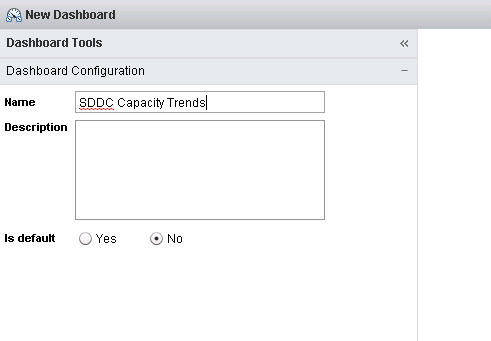 New Dashboard
Dashboard Tools
Dashboard Configuration
Name SDDC Capacity Trends
Description
Is default Yes No